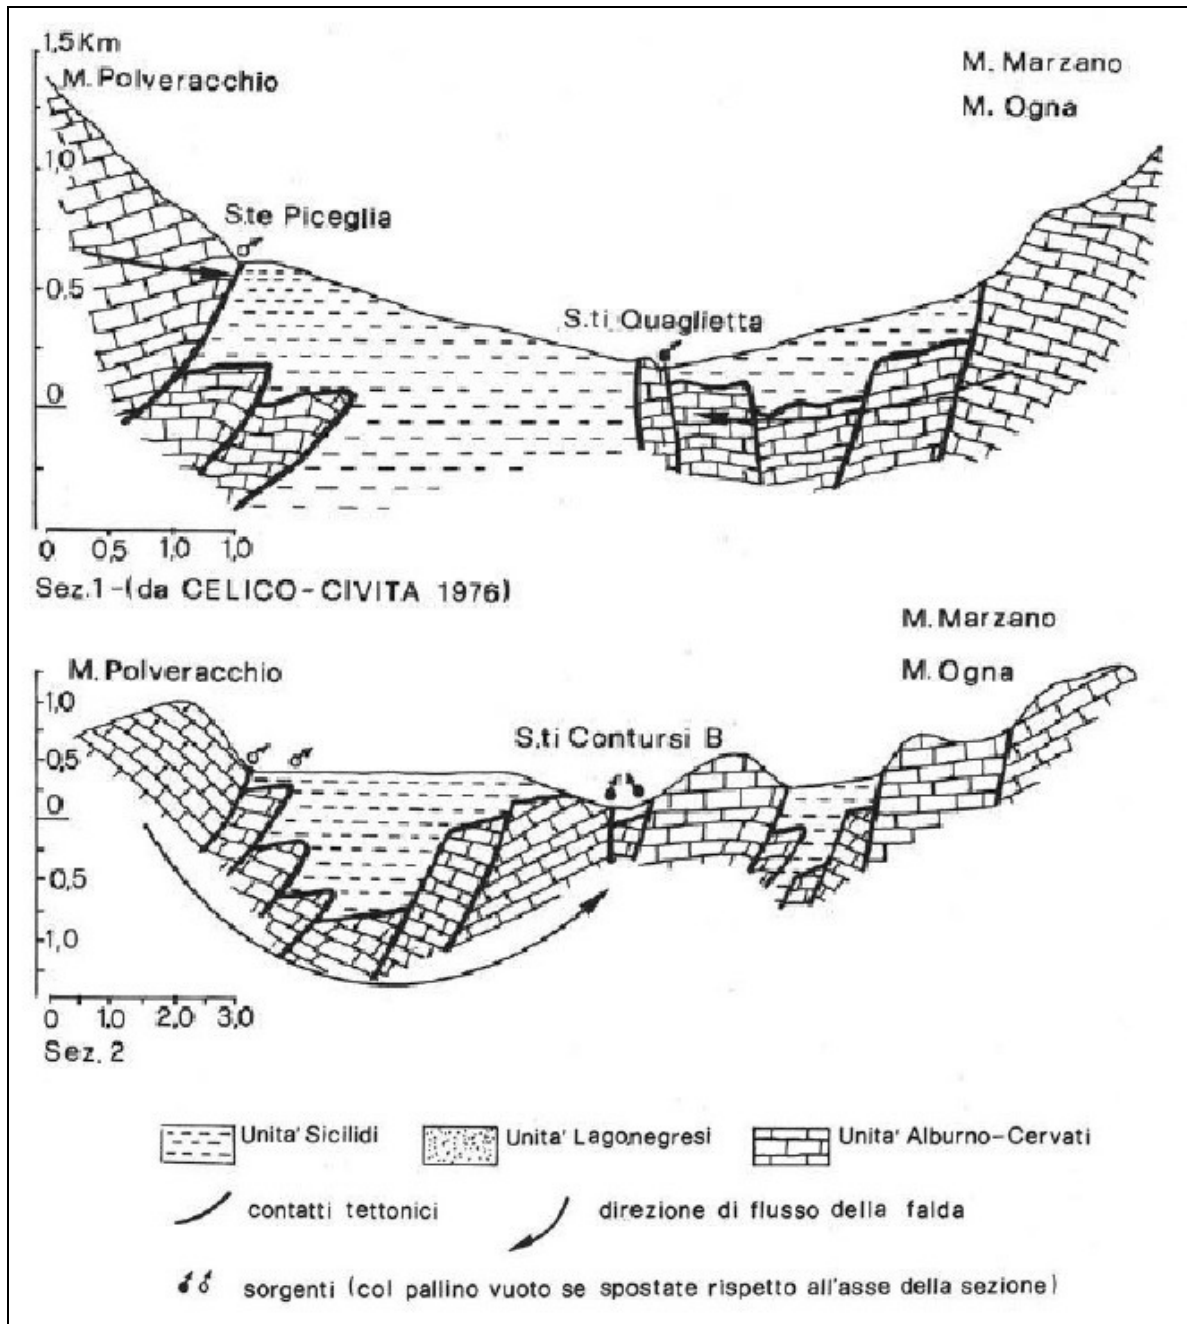 1,5 Km
M. Polveracchio
M. Marzano
M. Ogna
1,0
S.te Piceglia
0,5
S.ti Quaglietta
0
0 0,5 1,0 1,0
Sez.1-(da CELICO-CIVITA 1976)
M. Marzano
M. Polveracchio
M. Ogna
1,0
S.ti Contursi B
0,5
0
0,5
1,0
0 1,0 2,0 3,0
Sez. 2
Unita' Sicilidi
Unita' Lagonegresi
Unita' Alburno-Cervati
contatti tettonici
direzione di flusso della falda
sorgenti (col pallino vuoto se spostate rispetto all'asse della sezione)